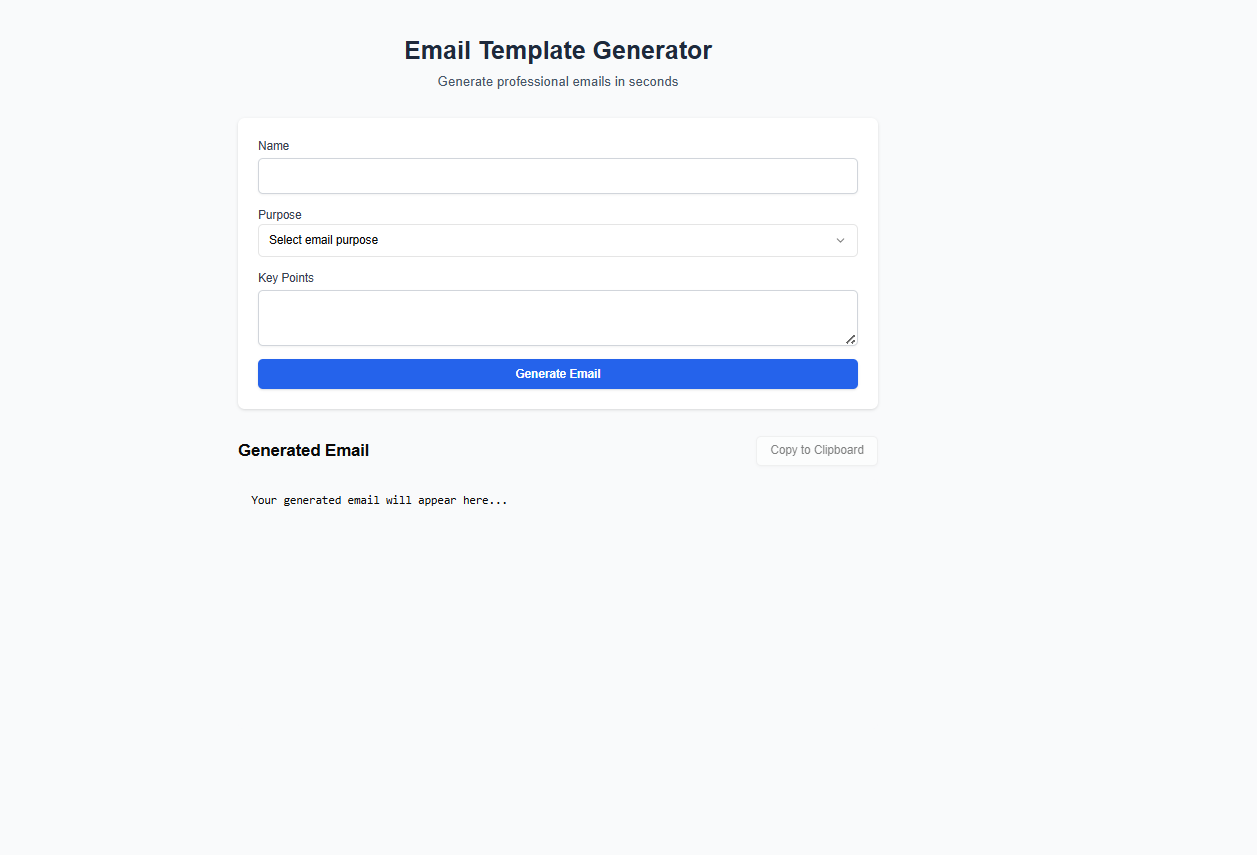 Email Template Generator
Generate professional emails in seconds
Name
Purpose
Select email purpose
Key Points
Generate Email
Generated Email
Copy to Clipboard
Your generated email will appear here...